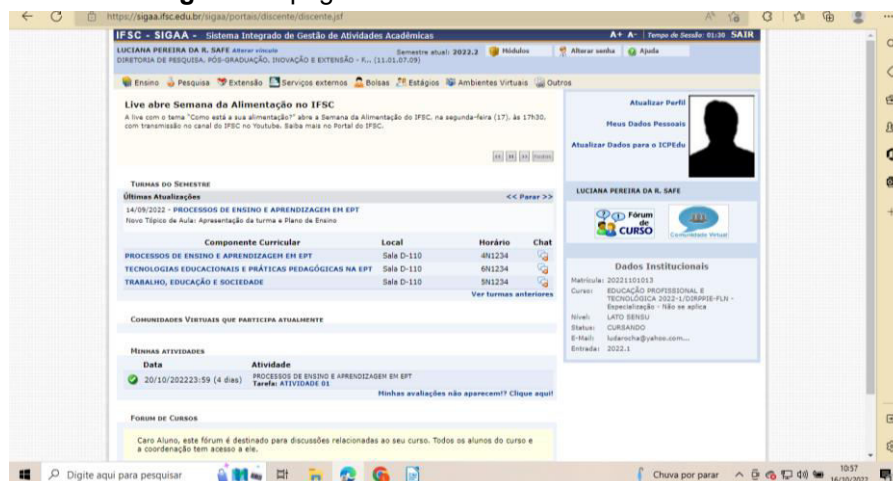 https://sigaa.ifsc.edu.br/sigaa/portais/discente/discente.jsf
IFSC - SIGAA - Sistema Integrado de Gestão de Atividades Acadêmicas
A+ A- | Tempo de Sessão: 01:30 SAIR
LUCIANA PEREIRA DA R. SAFE Alterar vínculo
Semestre atual: 2022.2
Módulos
Alterar senha
Ajuda
DIRETORIA DE PESQUISA, PÓS-GRADUAÇÃO, INOVAÇÃO E EXTENSÃO - F... (11.01.07.09)
Ensino Pesquisa Extensão Serviços externos Bolsas Estágios Ambientes Virtuais Outros
Live abre Semana da Alimentação no IFSC
A live com o tema "Como está a sua alimentação?" abre a Semana da Alimentação do IFSC, na segunda-feira (17), às 17h30,
com transmissão no canal do IFSC no Youtube. Saiba mais no Portal do IFSC.
TURMAS DO SEMESTRE
Últimas Atualizações
<< Parar >>
14/09/2022 - PROCESSOS DE ENSINO E APRENDIZAGEM EM EPT
Novo Tópico de Aula: Apresentação da turma e Plano de Ensino
Componente Curricular Local Horário Chat
PROCESSOS DE ENSINO E APRENDIZAGEM EM EPT Sala D-110 4N1234
TECNOLOGIAS EDUCACIONAIS E PRÁTICAS PEDAGÓGICAS NA EPT Sala D-110 6N1234
TRABALHO, EDUCAÇÃO E SOCIEDADE Sala D-110 5N1234
Ver turmas anteriores
COMUNIDADES VIRTUAIS QUE PARTICIPA ATUALMENTE
MINHAS ATIVIDADES
Data Atividade
20/10/202223:59 (4 dias)
PROCESSOS DE ENSINO E APRENDIZAGEM EM EPT
Tarefa: ATIVIDADE 01
Minhas avaliações não aparecem!? Clique aqui!
FORUM DE CURSOS
Caro Aluno, este fórum é destinado para discussões relacionadas ao seu curso. Todos os alunos do curso e
a coordenação tem acesso a ele.
Atualizar Perfil
Meus Dados Pessoais
Atualizar Dados para o ICPEdu
LUCIANA PEREIRA DA R. SAFE
Fórum
de
CURSO
Comunidade Virtual
Dados Institucionais
Matrícula: 20221101013
Curso: EDUCAÇÃO PROFISSIONAL E
TECNOLÓGICA 2022-1/DIRPPIE-FLN -
Especialização - Não se aplica
Nível: LATO SENSU
Status: CURSANDO
E-Mail: ludarocha@yahoo.com...
Entrada: 2022.1
Digite aqui para pesquisar
Chuva por parar
10:57
16/10/2022